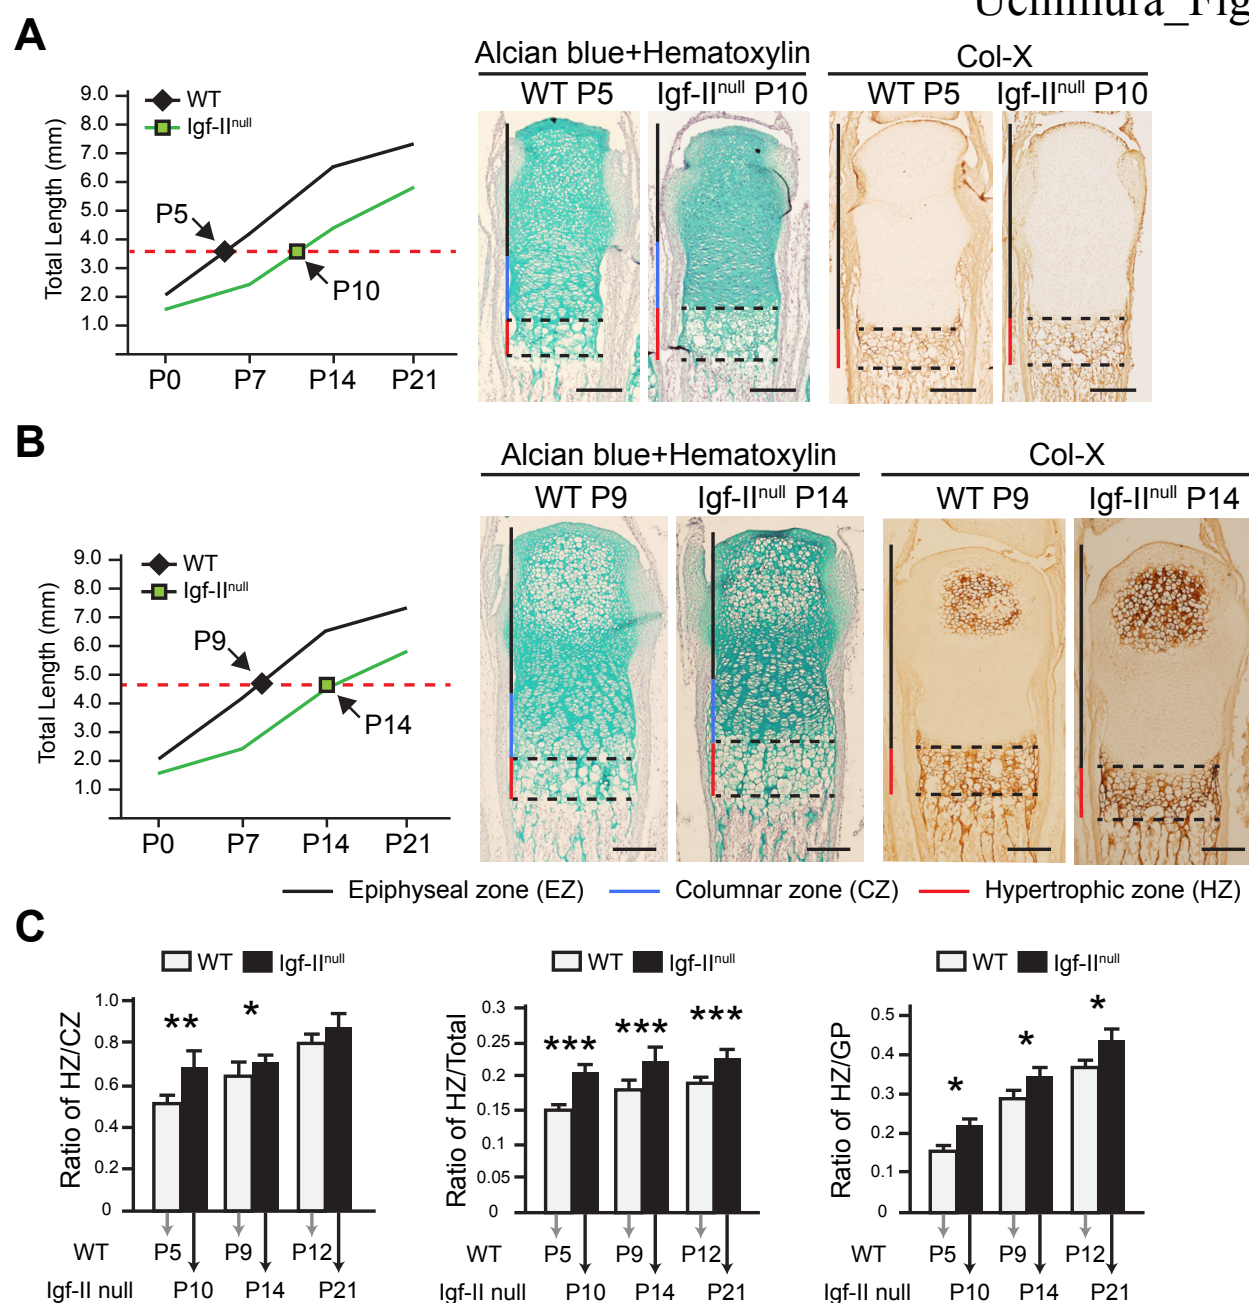 Uchimura_Fig
A
Alcian blue+Hematoxylin
Col-X
WT P5
Igf-IInull P10
WT P5
Igf-IInull P10
Total Length (mm)
9.0
8.0
7.0
6.0
5.0
4.0
3.0
2.0
1.0
WT
Igf-IInull
P5
P10
P0 P7 P14 P21
B
Alcian blue+Hematoxylin
Col-X
WT P9
Igf-IInull P14
WT P9
Igf-IInull P14
Total Length (mm)
9.0
8.0
7.0
6.0
5.0
4.0
3.0
2.0
1.0
WT
Igf-IInull
P9
P14
P0 P7 P14 P21
Epiphyseal zone (EZ) Columnar zone (CZ) Hypertrophic zone (HZ)
C
WT Igf-IInull
Ratio of HZ/CZ
1.0
0.8
0.6
0.4
0.2
0
** *
WT P5 P9 P12
Igf-II null P10 P14 P21
WT Igf-IInull
Ratio of HZ/Total
0.3
0.25
0.2
0.15
0.1
0.05
0
*** *** ***
WT P5 P9 P12
Igf-II null P10 P14 P21
WT Igf-IInull
Ratio of HZ/GP
0.5
0.4
0.3
0.2
0.1
0
* * *
WT P5 P9 P12
Igf-II null P10 P14 P21